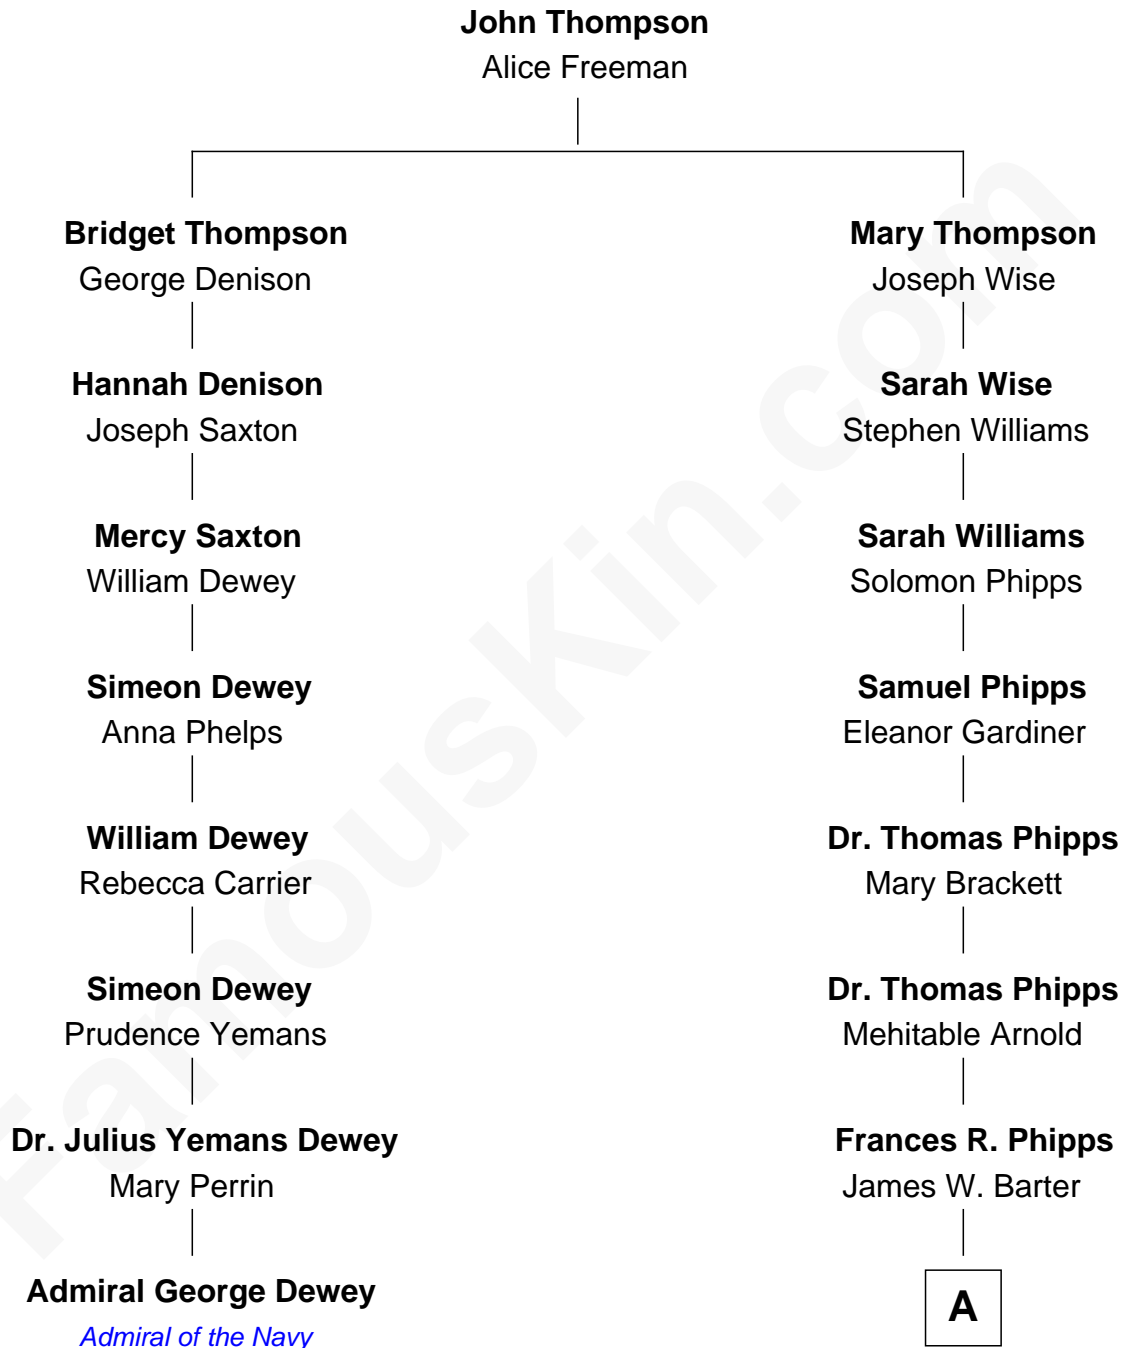 John Thompson
Alice Freeman
Bridget Thompson
George Denison
Mary Thompson
Joseph Wise
Hannah Denison
Joseph Saxton
Sarah Wise
Stephen Williams
Mercy Saxton
William Dewey
Sarah Williams
Solomon Phipps
Simeon Dewey
Anna Phelps
Samuel Phipps
Eleanor Gardiner
William Dewey
Rebecca Carrier
Dr. Thomas Phipps
Mary Brackett
Simeon Dewey
Prudence Yemans
Dr. Thomas Phipps
Mehitable Arnold
Dr. Julius Yemans Dewey
Mary Perrin
Frances R. Phipps
James W. Barter
Admiral George Dewey
Admiral of the Navy
A
FamousKin.com